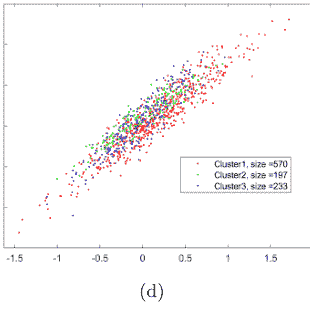 Cluster1, size =570
Cluster2, size =197
Cluster3, size =233
-1.5 -1 -0.5 0 0.5 1 1.5
(d)